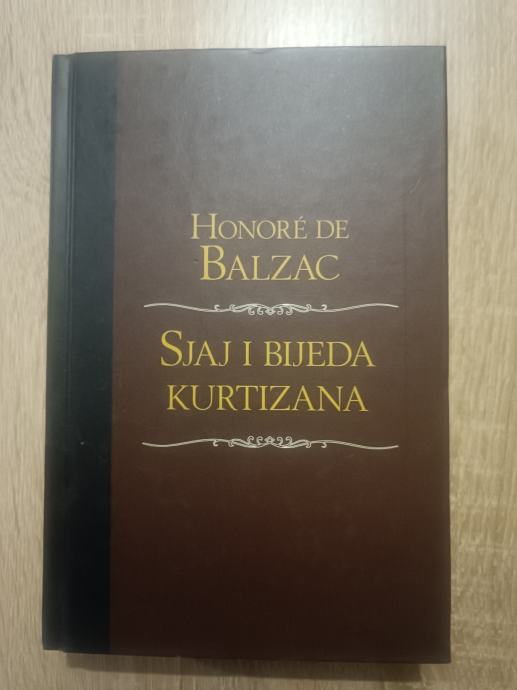 HONORÉ DE
BALZAC
SJAJ I BIJEDA
KURTIZANA